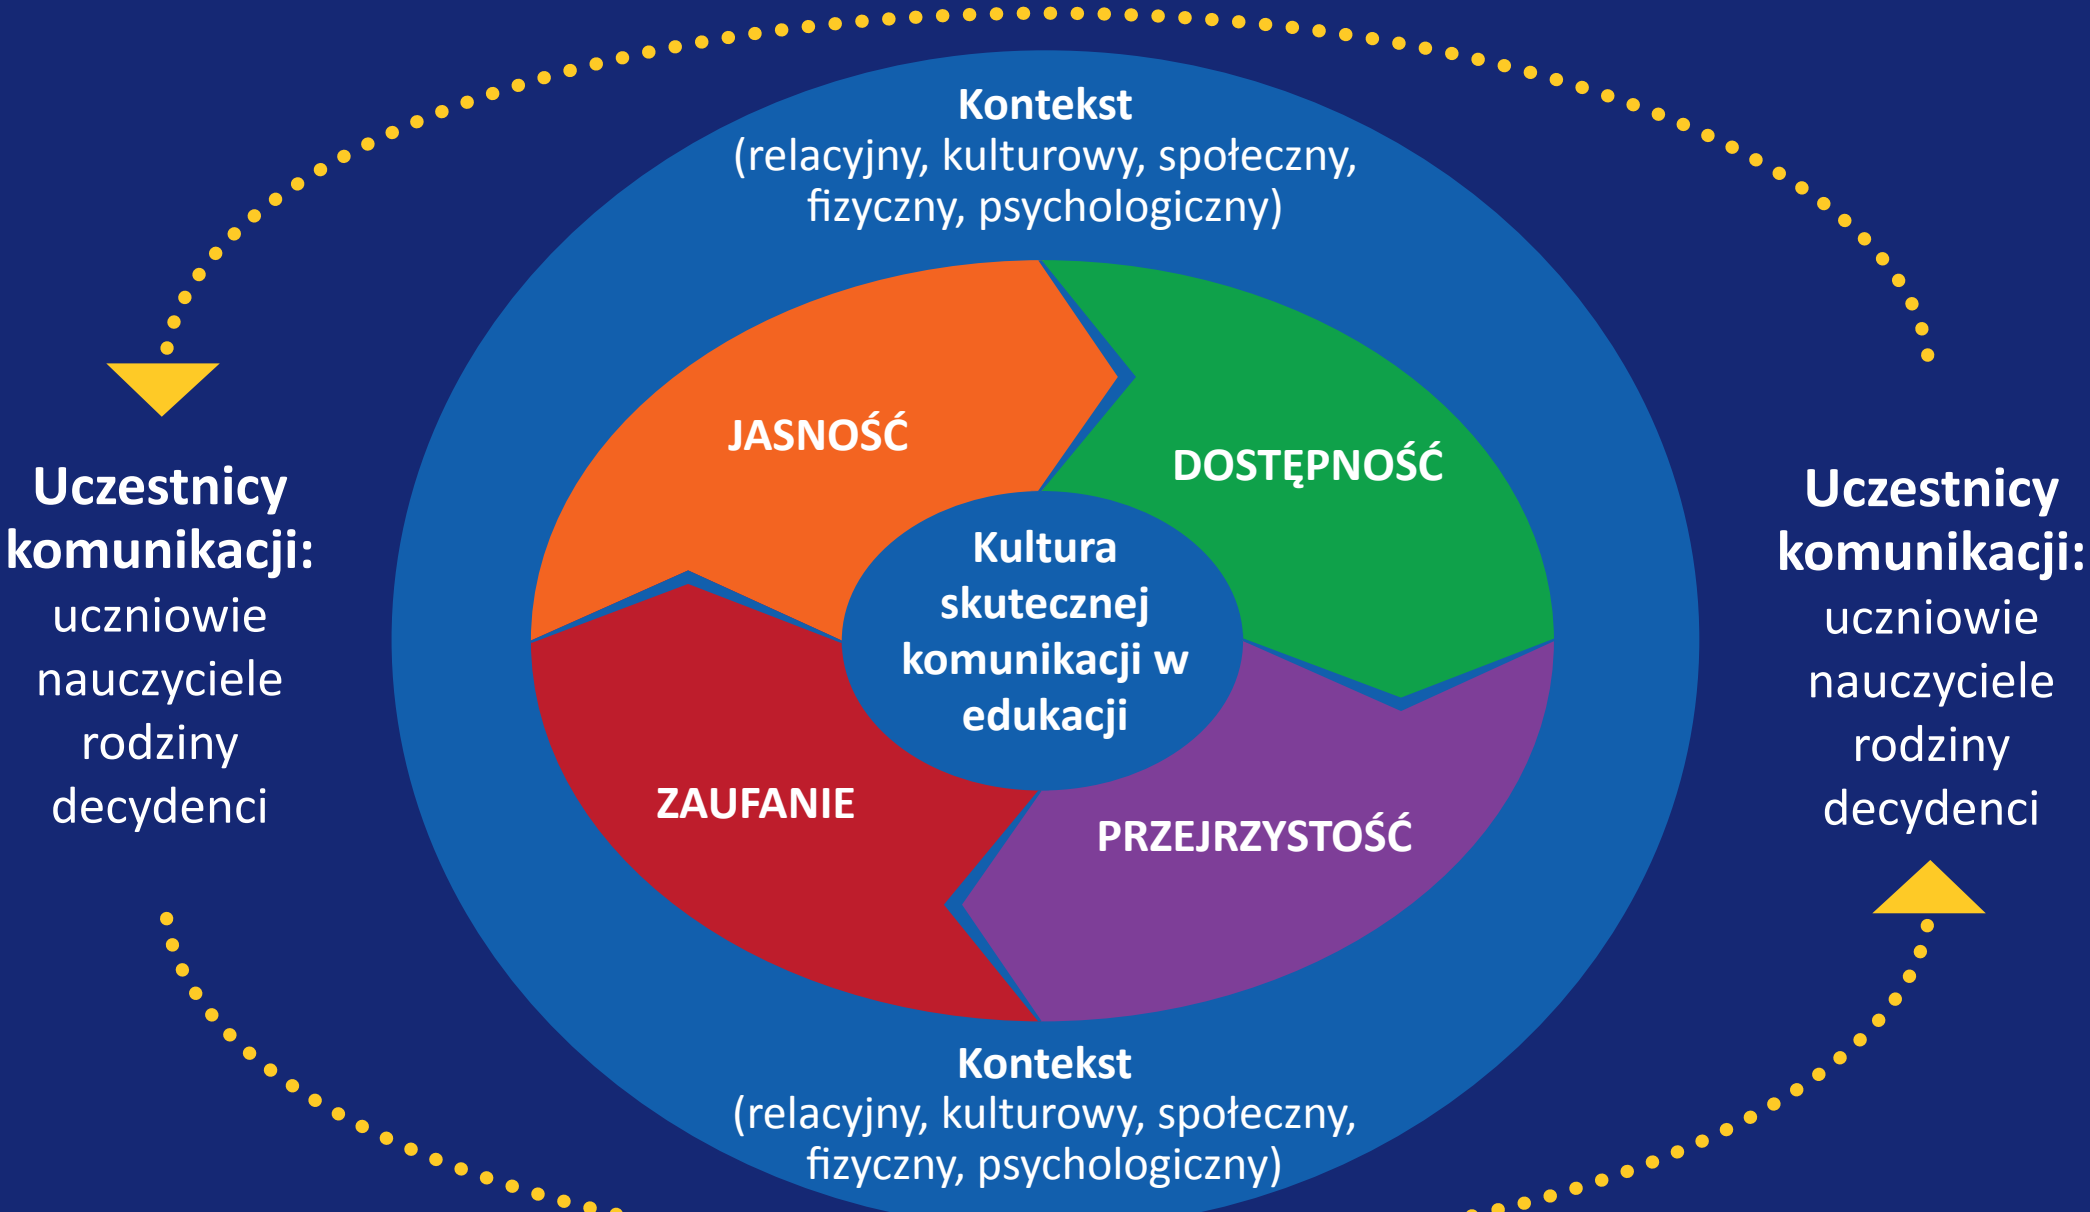 Kontekst
(relacyjny, kulturowy, społeczny,
fizyczny, psychologiczny)
JASNOŚĆ
DOSTĘPNOŚĆ
Uczestnicy
komunikacji:
uczniowie
nauczyciele
rodziny
decydenci
Kultura
skutecznej
komunikacji w
edukacji
Uczestnicy
komunikacji:
uczniowie
nauczyciele
rodziny
decydenci
ZAUFANIE
PRZEJRZYSTOŚĆ
Kontekst
(relacyjny, kulturowy, społeczny,
fizyczny, psychologiczny)